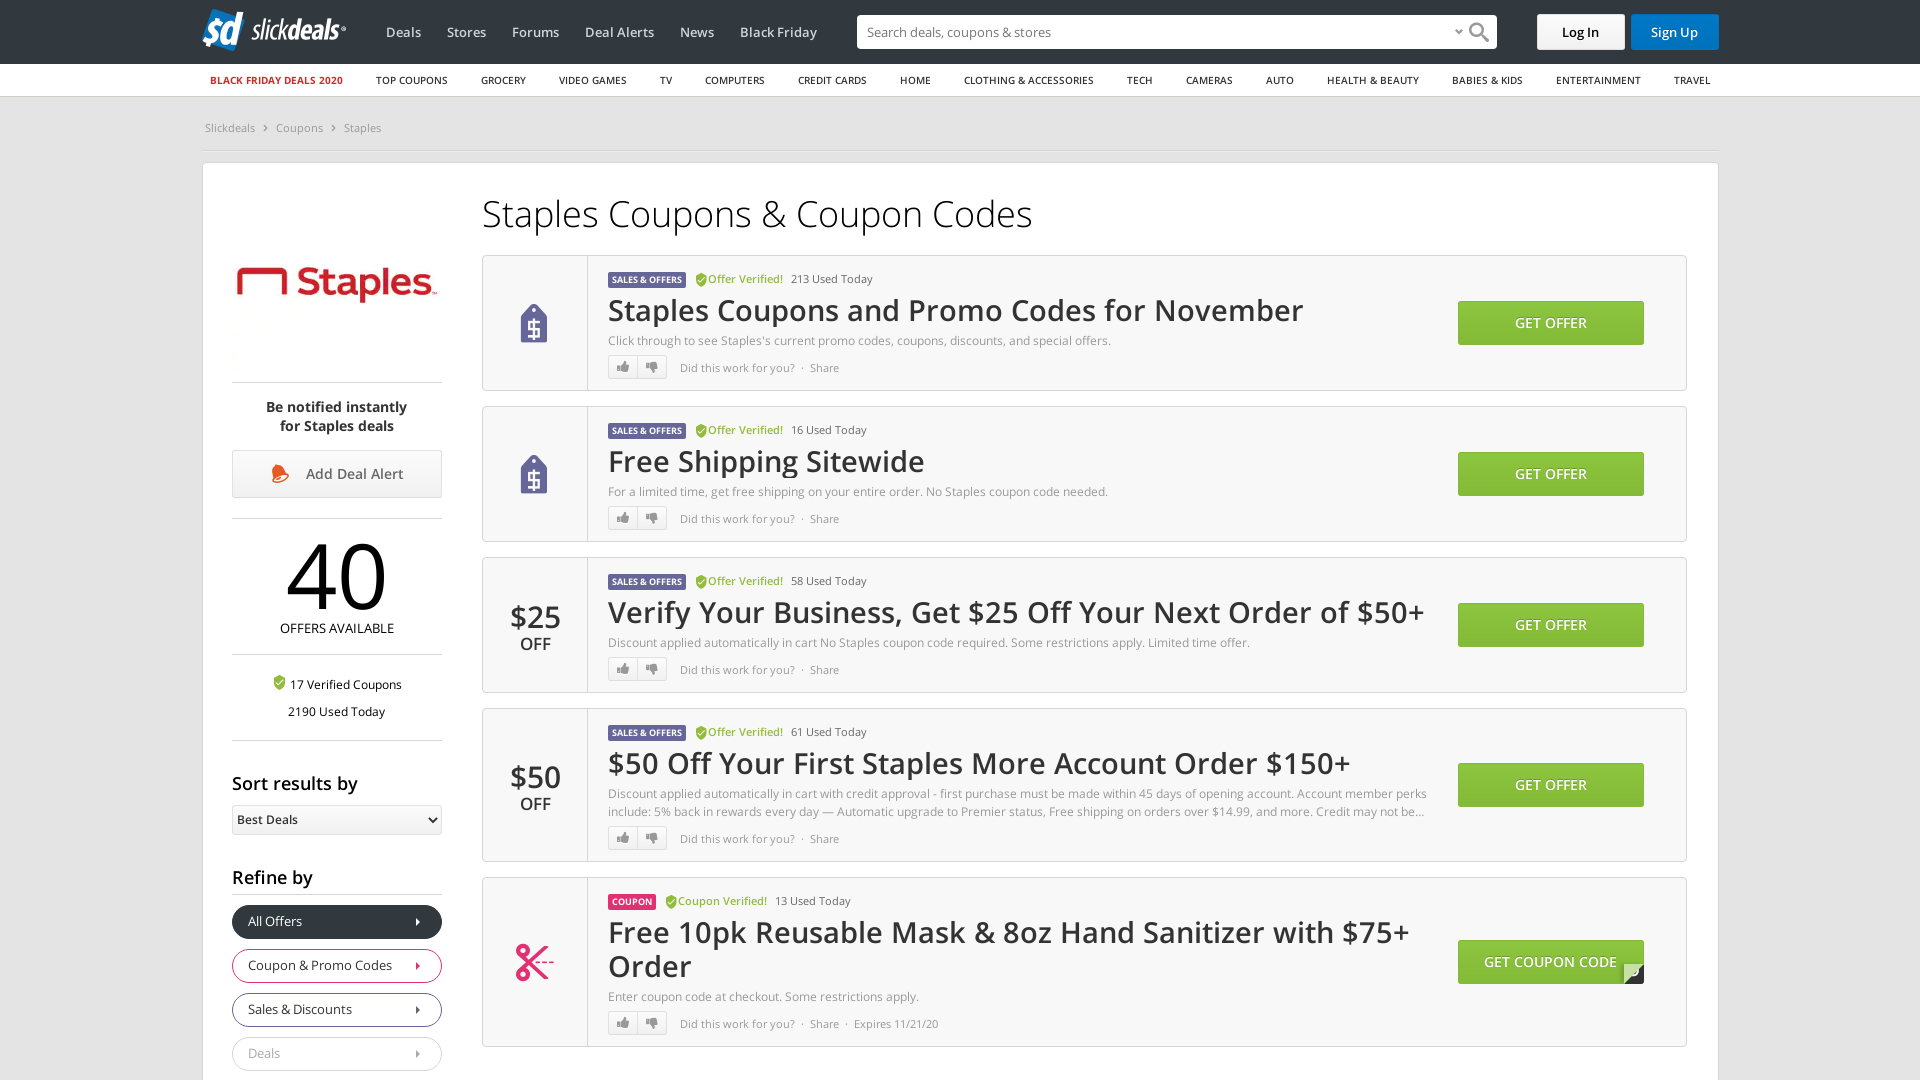 sd slickdeals
Deals
Stores
Forums
Deal Alerts
News
Black Friday
Search deals, coupons & stores
Log In
Sign Up
BLACK FRIDAY DEALS 2020
TOP COUPONS
GROCERY
VIDEO GAMES
TV
COMPUTERS
CREDIT CARDS
HOME
CLOTHING & ACCESSORIES
TECH
CAMERAS
AUTO
HEALTH & BEAUTY
BABIES & KIDS
ENTERTAINMENT
TRAVEL
Slickdeals › Coupons › Staples
Staples
Be notified instantly
for Staples deals
Add Deal Alert
40
OFFERS AVAILABLE
17 Verified Coupons
2190 Used Today
Sort results by
Best Deals
Refine by
All Offers
Coupon & Promo Codes
Sales & Discounts
Deals
Staples Coupons & Coupon Codes
SALES & OFFERS Offer Verified! 213 Used Today
Staples Coupons and Promo Codes for November
Click through to see Staples's current promo codes, coupons, discounts, and special offers.
Did this work for you? · Share
GET OFFER
SALES & OFFERS Offer Verified! 16 Used Today
Free Shipping Sitewide
For a limited time, get free shipping on your entire order. No Staples coupon code needed.
Did this work for you? · Share
GET OFFER
$25
OFF
SALES & OFFERS Offer Verified! 58 Used Today
Verify Your Business, Get $25 Off Your Next Order of $50+
Discount applied automatically in cart No Staples coupon code required. Some restrictions apply. Limited time offer.
Did this work for you? · Share
GET OFFER
$50
OFF
SALES & OFFERS Offer Verified! 61 Used Today
$50 Off Your First Staples More Account Order $150+
Discount applied automatically in cart with credit approval - first purchase must be made within 45 days of opening account. Account member perks
include: 5% back in rewards every day — Automatic upgrade to Premier status, Free shipping on orders over $14.99, and more. Credit may not be...
Did this work for you? · Share
GET OFFER
COUPON Coupon Verified! 13 Used Today
Free 10pk Reusable Mask & 8oz Hand Sanitizer with $75+
Order
Enter coupon code at checkout. Some restrictions apply.
Did this work for you? · Share · Expires 11/21/20
GET COUPON CODE